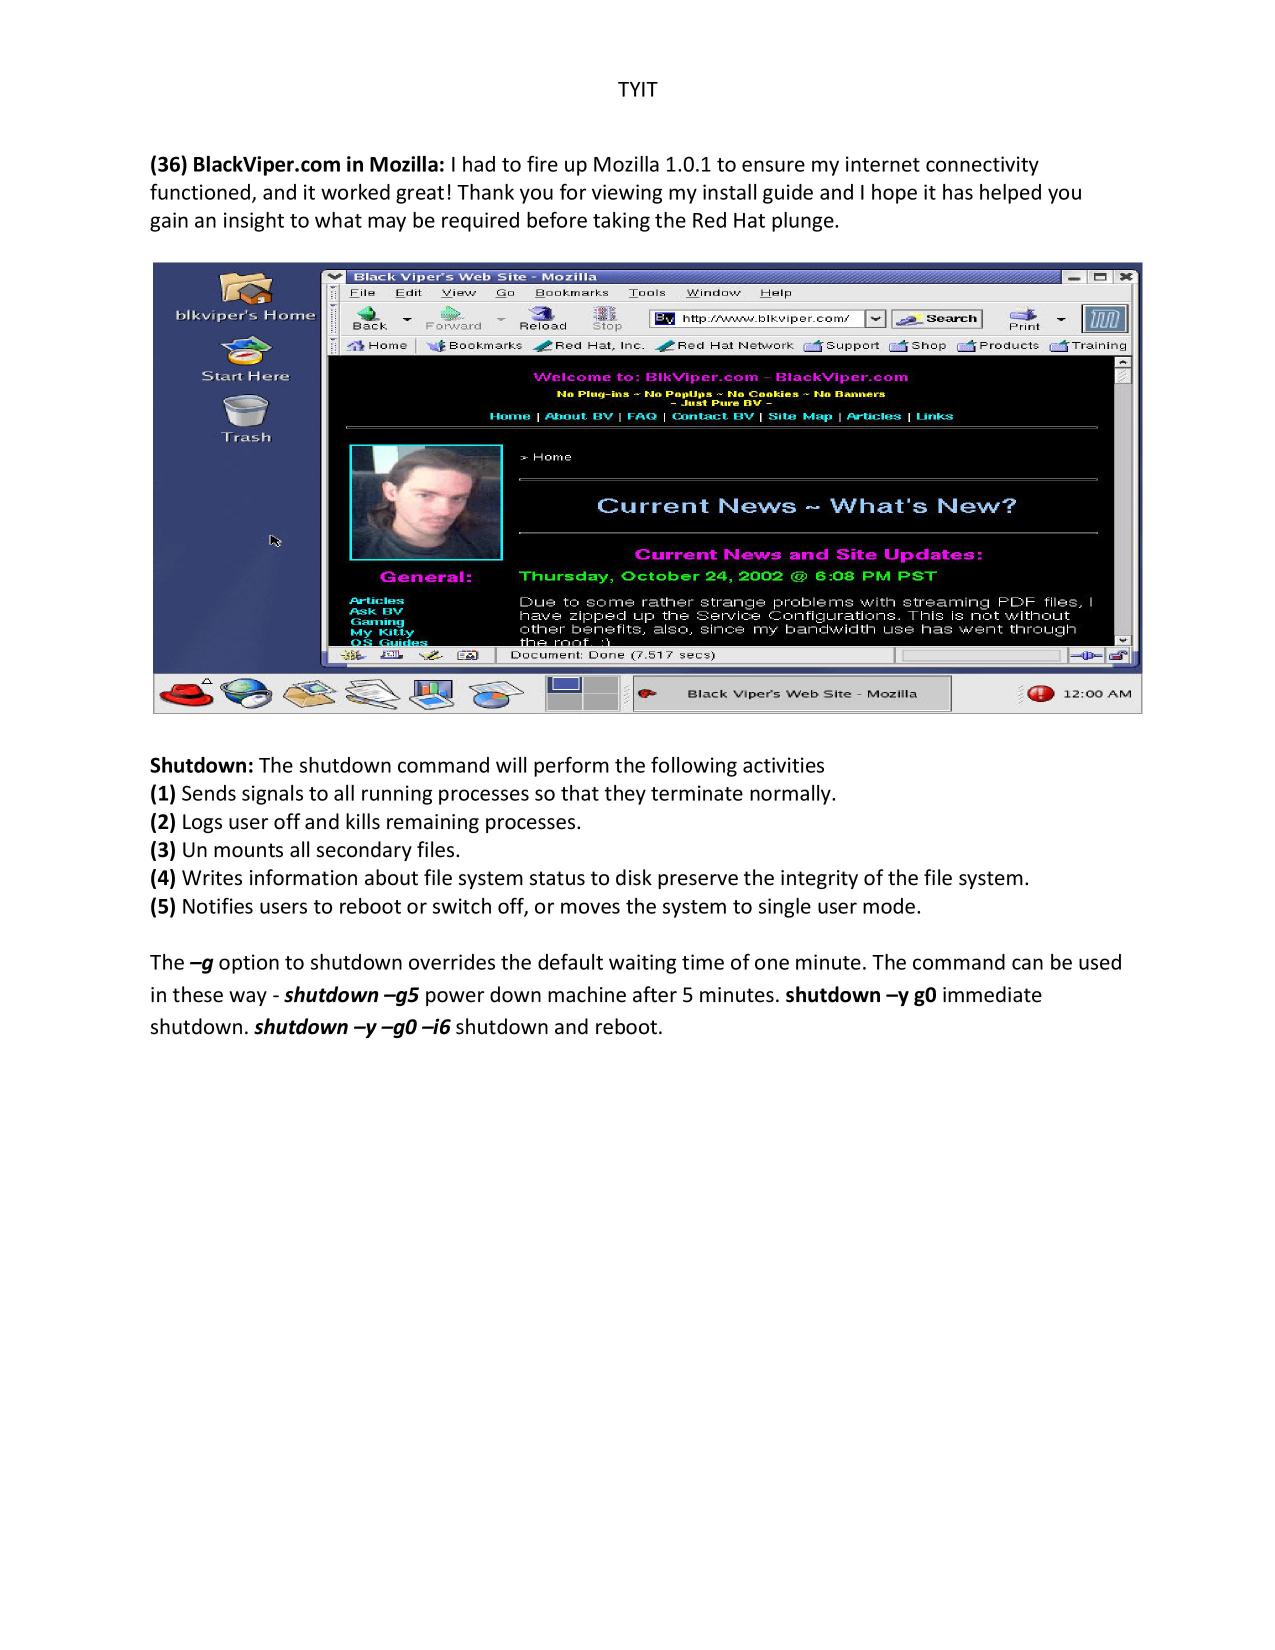 TYIT
(36) BlackViper.com in Mozilla: I had to fire up Mozilla 1.0.1 to ensure my internet connectivity
functioned, and it worked great! Thank you for viewing my install guide and I hope it has helped you
gain an insight to what may be required before taking the Red Hat plunge.
blkviper's Home
Start Here
Trash
Black Viper's Web Site - Mozilla
File Edit View Go Bookmarks Tools Window Help
Back Forward Reload Stop http://www.blkviper.com/ Search Print
Home Bookmarks Red Hat, Inc. Red Hat Network Support Shop Products Training
Welcome to: BlkViper.com - BlackViper.com
No Plug-ins ~ No PopUps ~ No Cookies ~ No Banners
- Just Pure BV -
Home | About BV | FAQ | Contact BV | Site Map | Articles | Links
> Home
Current News ~ What's New?
Current News and Site Updates:
General:
Thursday, October 24, 2002 @ 6:08 PM PST
Articles
Ask BV
Gaming
My Kitty
OS Guides
Due to some rather strange problems with streaming PDF files, I
have zipped up the Service Configurations. This is not without
other benefits, also, since my bandwidth use has went through
the roof. :)
Document: Done (7.517 secs)
Black Viper's Web Site - Mozilla
12:00 AM
Shutdown: The shutdown command will perform the following activities
(1) Sends signals to all running processes so that they terminate normally.
(2) Logs user off and kills remaining processes.
(3) Un mounts all secondary files.
(4) Writes information about file system status to disk preserve the integrity of the file system.
(5) Notifies users to reboot or switch off, or moves the system to single user mode.
The –g option to shutdown overrides the default waiting time of one minute. The command can be used
in these way - shutdown –g5 power down machine after 5 minutes. shutdown –y g0 immediate
shutdown. shutdown –y –g0 –i6 shutdown and reboot.